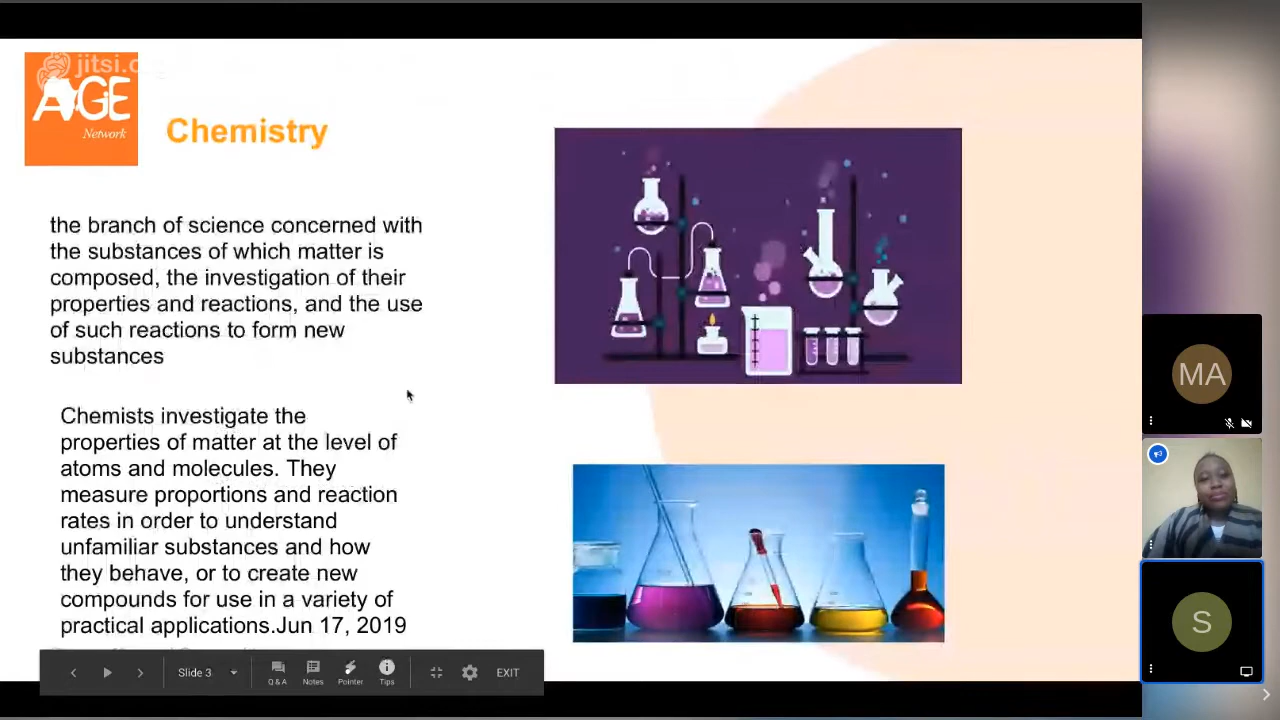 jitsi.org
AGE
Network
Chemistry
the branch of science concerned with
the substances of which matter is
composed, the investigation of their
properties and reactions, and the use
of such reactions to form new
substances
Chemists investigate the
properties of matter at the level of
atoms and molecules. They
measure proportions and reaction
rates in order to understand
unfamiliar substances and how
they behave, or to create new
compounds for use in a variety of
practical applications.Jun 17, 2019
Slide 3
Q & A
Notes
Pointer
Tips
EXIT
MA
S